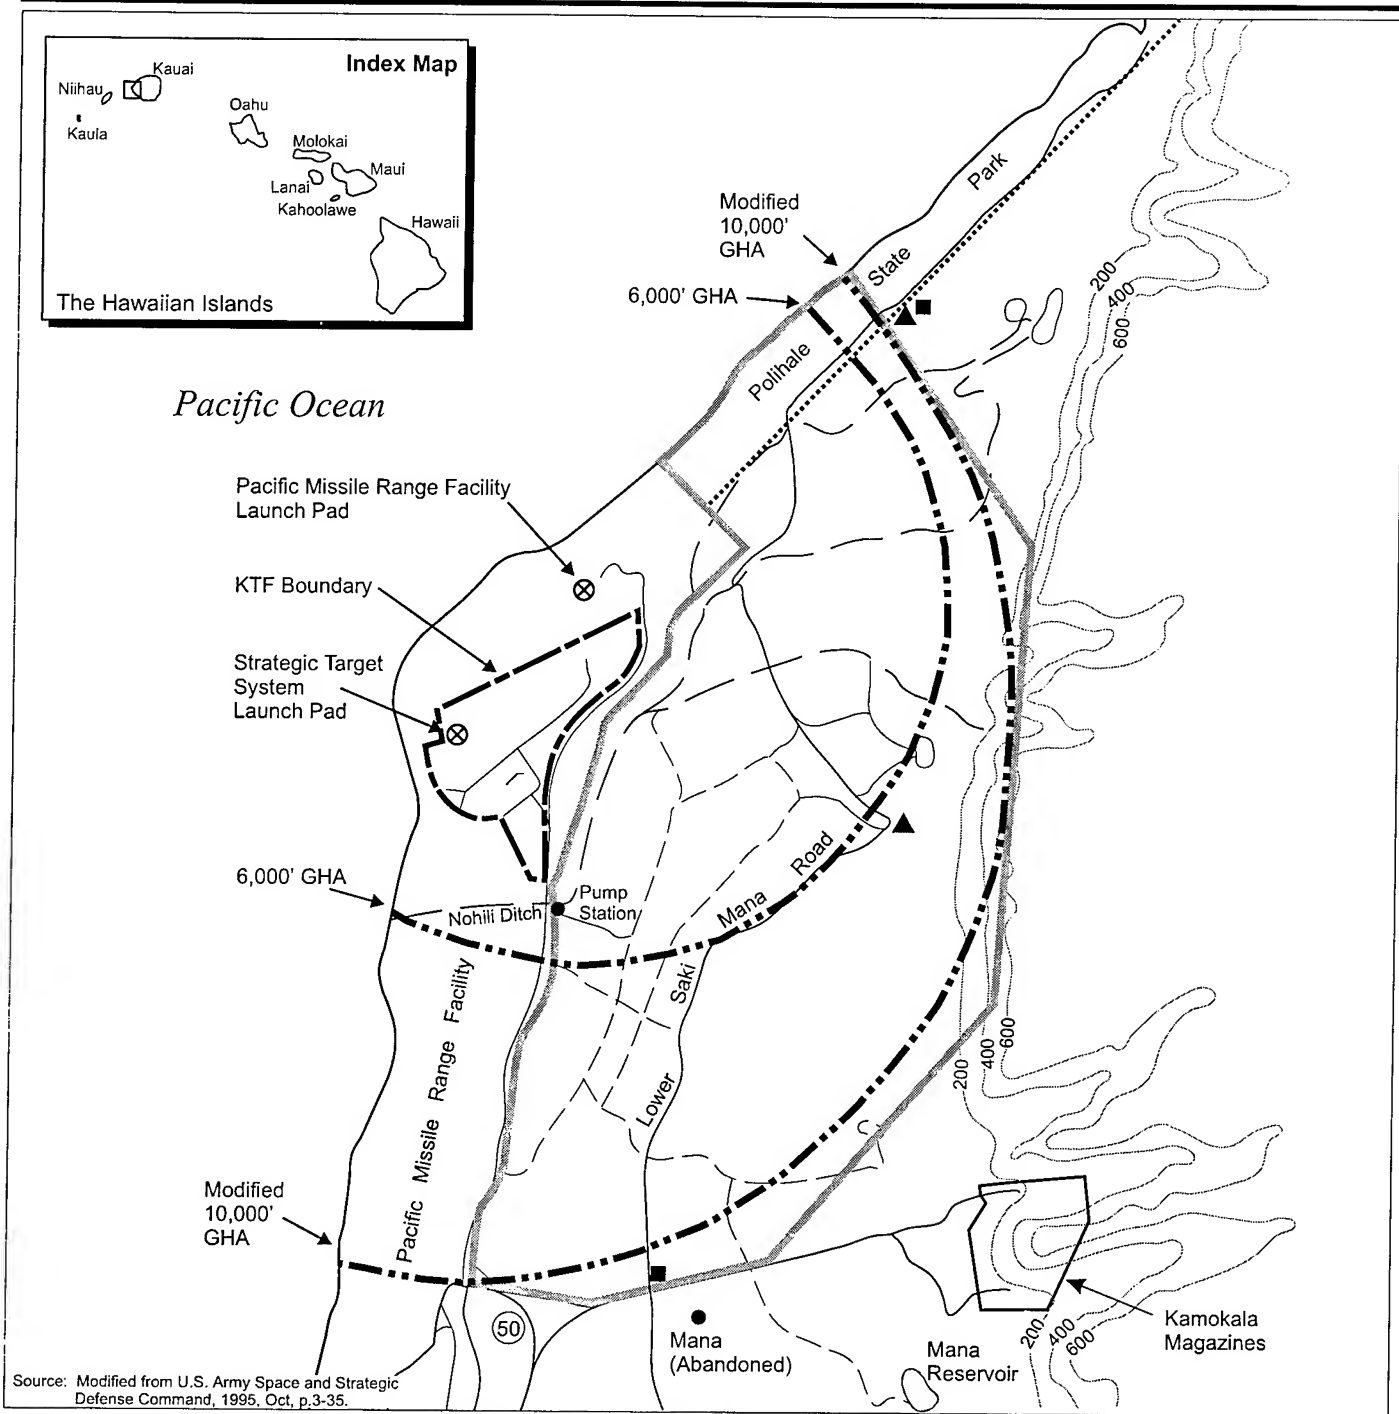 Index Map
Kauai
Niihau
Kaula
Oahu
Molokai
Maui
Lanai
Kahoolawe
Hawaii
The Hawaiian Islands
Park
Modified
10,000'
GHA
State
6,000' GHA
Polihale
200
400
600
Pacific Ocean
Pacific Missile Range Facility
Launch Pad
KTF Boundary
Strategic Target
System
Launch Pad
6,000' GHA
Nohili Ditch
Pump
Station
Mana Road
Lower Saki
Pacific Missile Range Facility
200
400
600
Modified
10,000'
GHA
50
Mana
(Abandoned)
Mana
Reservoir
200
400
600
Kamokala
Magazines
Source: Modified from U.S. Army Space and Strategic
Defense Command, 1995, Oct, p.3-35.